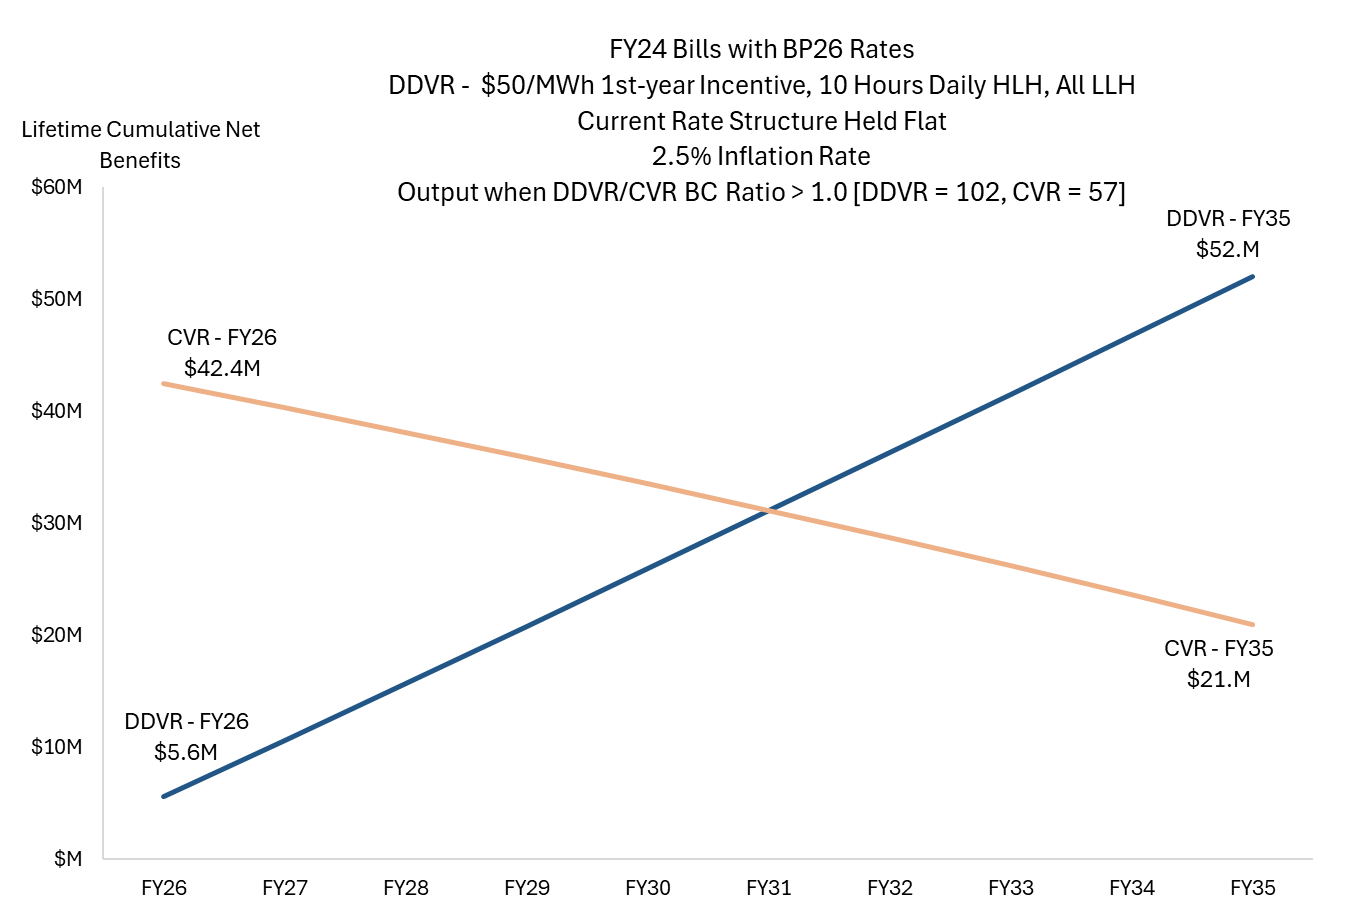 FY24 Bills with BP26 Rates
DDVR - $50/MWh 1st-year Incentive, 10 Hours Daily HLH, All LLH
Current Rate Structure Held Flat
2.5% Inflation Rate
Output when DDVR/CVR BC Ratio > 1.0 [DDVR = 102, CVR = 57]
Lifetime Cumulative Net
Benefits
$60M
$50M
$40M
$30M
$20M
$10M
$M
DDVR - FY35
$52.M
CVR - FY26
$42.4M
CVR - FY35
$21.M
DDVR - FY26
$5.6M
FY26 FY27 FY28 FY29 FY30 FY31 FY32 FY33 FY34 FY35